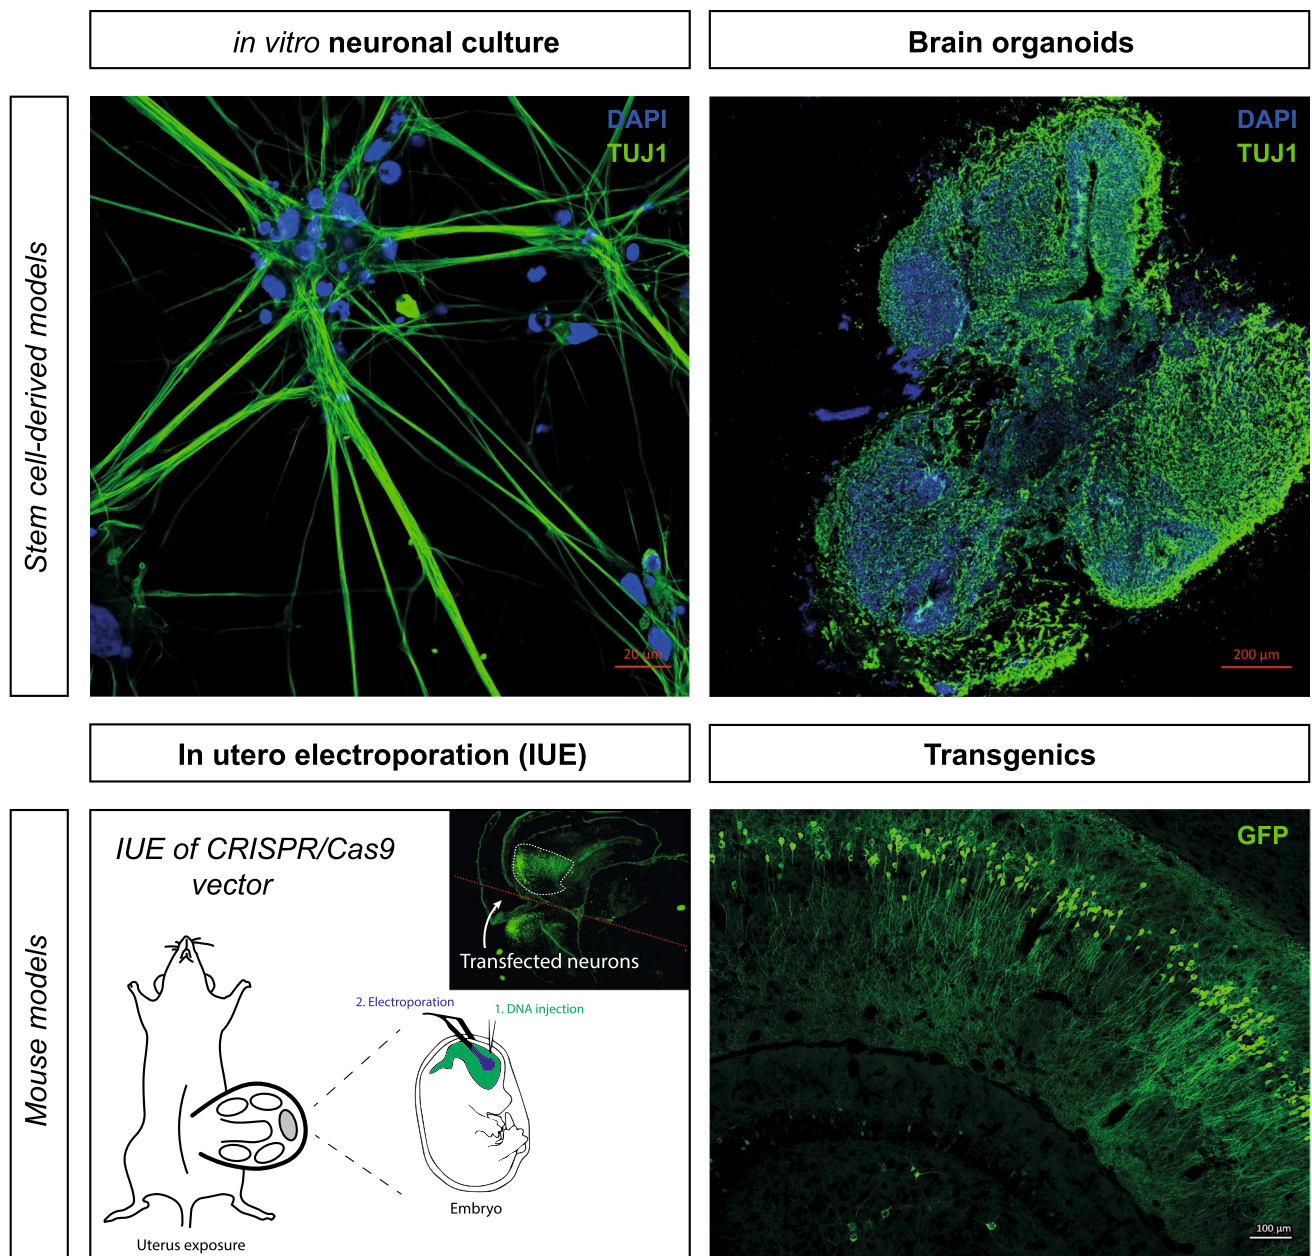 in vitro neuronal culture
Brain organoids
Stem cell-derived models
DAPI
TUJ1
20 µm
DAPI
TUJ1
200 µm
In utero electroporation (IUE)
Transgenics
Mouse models
IUE of CRISPR/Cas9
vector
Transfected neurons
2. Electroporation
1. DNA injection
Embryo
Uterus exposure
GFP
100 µm